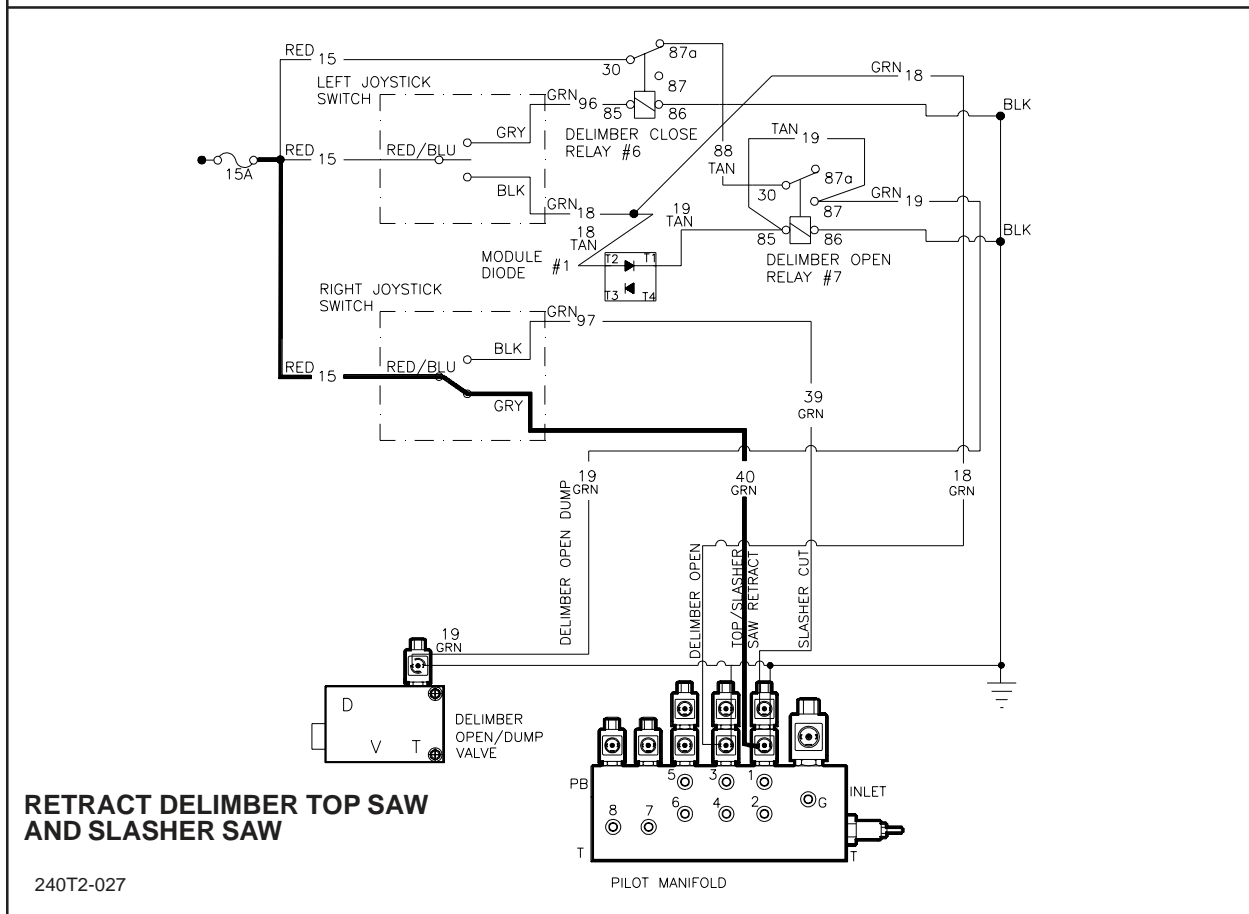 RED 15
30
87a
87
GRN 18
LEFT JOYSTICK
SWITCH
GRN 96
85
86
BLK
GRY
DELIMBER CLOSE
RELAY #6
TAN 19
88
TAN
RED 15
RED/BLU
15A
30
87a
BLK
GRN 18
19
TAN
87
GRN 19
18
TAN
85
86
BLK
MODULE
DIODE #1
T2
T1
T3
T4
DELIMBER OPEN
RELAY #7
RIGHT JOYSTICK
SWITCH
GRN 97
BLK
RED 15
RED/BLU
GRY
39
GRN
19
GRN
40
GRN
18
GRN
DELIMBER OPEN DUMP
DELIMBER OPEN
TOP/SLASHER
SAW RETRACT
SLASHER CUT
19
GRN
D
V
T
DELIMBER
OPEN/DUMP
VALVE
PB
5
3
1
INLET
8
7
6
4
2
G
T
T
PILOT MANIFOLD
RETRACT DELIMBER TOP SAW
AND SLASHER SAW
240T2-027